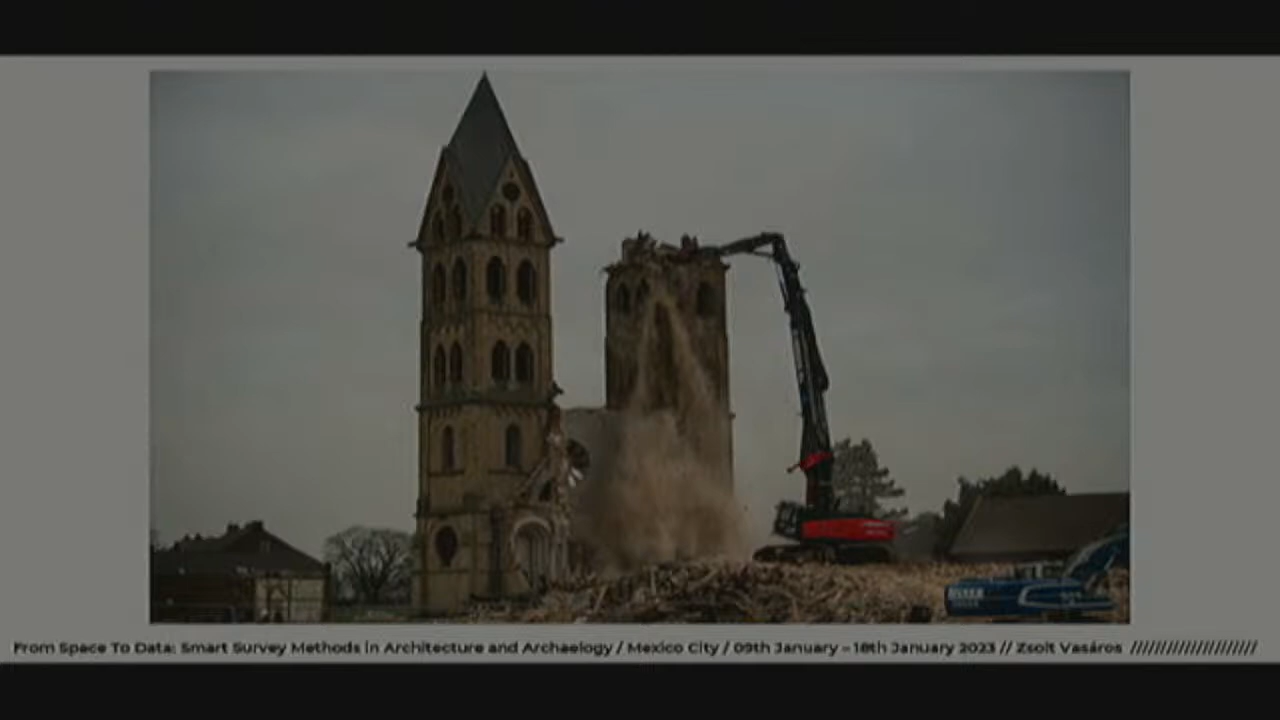 From Space To Data: Smart Survey Methods in Architecture and Archaelogy / Mexico City / 09th January – 18th January 2023 // Zsolt Vasáros /////////////////////